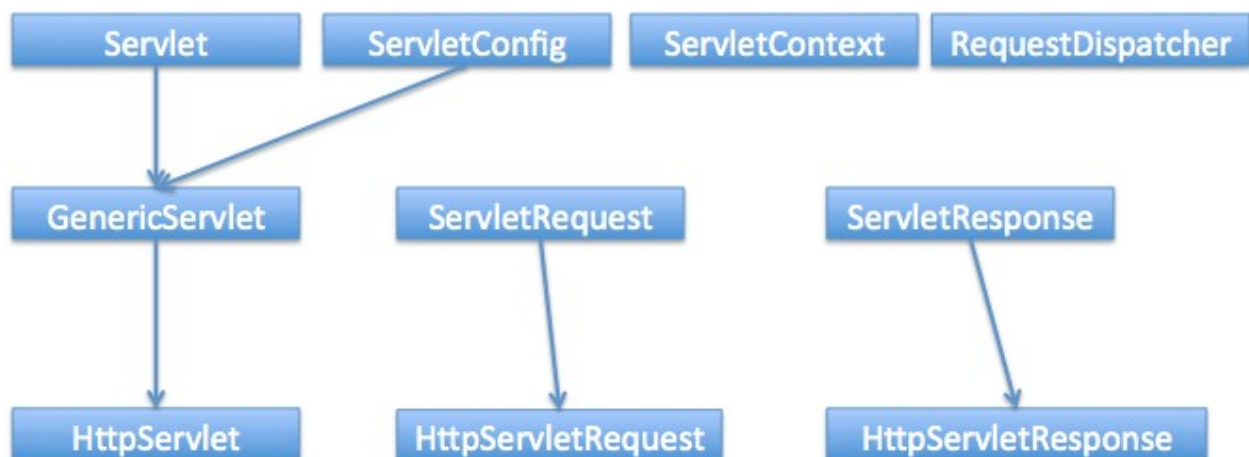 Servlet
ServletConfig
ServletContext
RequestDispatcher
GenericServlet
ServletRequest
ServletResponse
HttpServlet
HttpServletRequest
HttpServletResponse